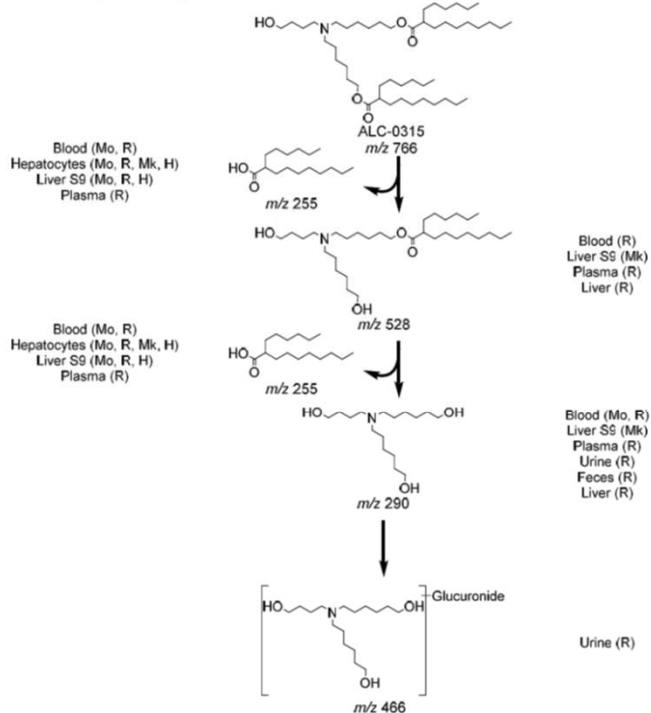 HO
N
O
O
O
O
ALC-0315
m/z 766
Blood (Mo, R)
Hepatocytes (Mo, R, Mk, H)
Liver S9 (Mo, R, H)
Plasma (R)
HO
O
m/z 255
HO
N
O
O
OH
m/z 528
Blood (R)
Liver S9 (Mk)
Plasma (R)
Liver (R)
Blood (Mo, R)
Hepatocytes (Mo, R, Mk, H)
Liver S9 (Mo, R, H)
Plasma (R)
HO
O
m/z 255
HO
N
OH
OH
m/z 290
Blood (Mo, R)
Liver S9 (Mk)
Plasma (R)
Urine (R)
Feces (R)
Liver (R)
HO
N
OH
Glucuronide
OH
m/z 466
Urine (R)